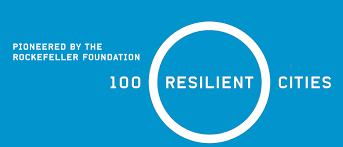 PIONEERED BY THE
ROCKEFELLER FOUNDATION
100 RESILIENT CITIES